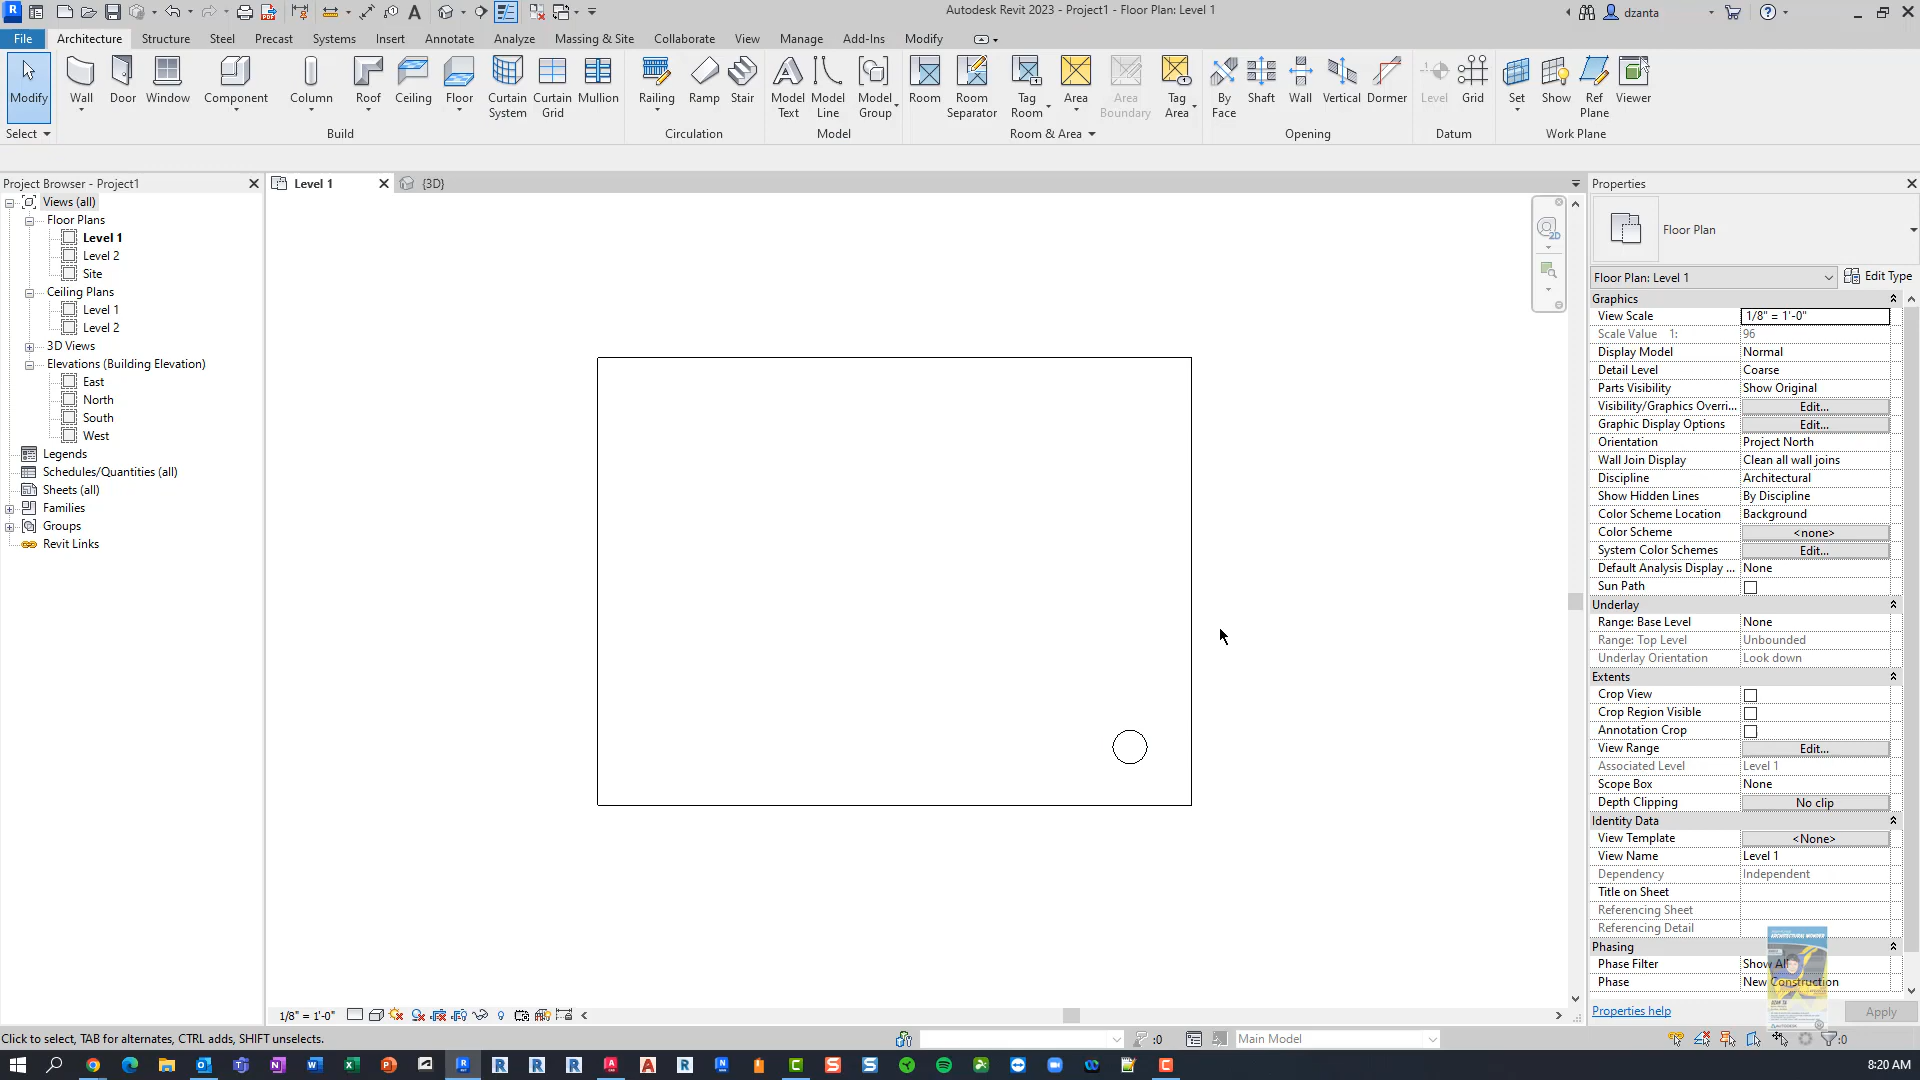 Autodesk Revit 2023 - Project1 - Floor Plan: Level 1
dzanta
File Architecture Structure Steel Precast Systems Insert Annotate Analyze Massing & Site Collaborate View Manage Add-Ins Modify
Modify Wall Door Window Component Column Roof Ceiling Floor Curtain System Curtain Grid Mullion Railing Ramp Stair Model Text Model Line Model Group Room Room Separator Tag Room Area Area Boundary Tag Area By Face Shaft Wall Vertical Dormer Level Grid Set Show Ref Plane Viewer
Select Build Circulation Model Room & Area Opening Datum Work Plane
Project Browser - Project1
Views (all)
Floor Plans
Level 1
Level 2
Site
Ceiling Plans
Level 1
Level 2
3D Views
Elevations (Building Elevation)
East
North
South
West
Legends
Schedules/Quantities (all)
Sheets (all)
Families
Groups
Revit Links
Level 1 {3D}
2D
Properties
Floor Plan
Floor Plan: Level 1 Edit Type
Graphics
View Scale 1/8" = 1'-0"
Scale Value 1: 96
Display Model Normal
Detail Level Coarse
Parts Visibility Show Original
Visibility/Graphics Overri... Edit...
Graphic Display Options Edit...
Orientation Project North
Wall Join Display Clean all wall joins
Discipline Architectural
Show Hidden Lines By Discipline
Color Scheme Location Background
Color Scheme <none>
System Color Schemes Edit...
Default Analysis Display ... None
Sun Path
Underlay
Range: Base Level None
Range: Top Level Unbounded
Underlay Orientation Look down
Extents
Crop View
Crop Region Visible
Annotation Crop
View Range Edit...
Associated Level Level 1
Scope Box None
Depth Clipping No clip
Identity Data
View Template <None>
View Name Level 1
Dependency Independent
Title on Sheet
Referencing Sheet
Referencing Detail
Phasing
Phase Filter Show All
Phase New Construction
Properties help Apply
1/8" = 1'-0"
Click to select, TAB for alternates, CTRL adds, SHIFT unselects.
:0
Main Model
:0
8:20 AM